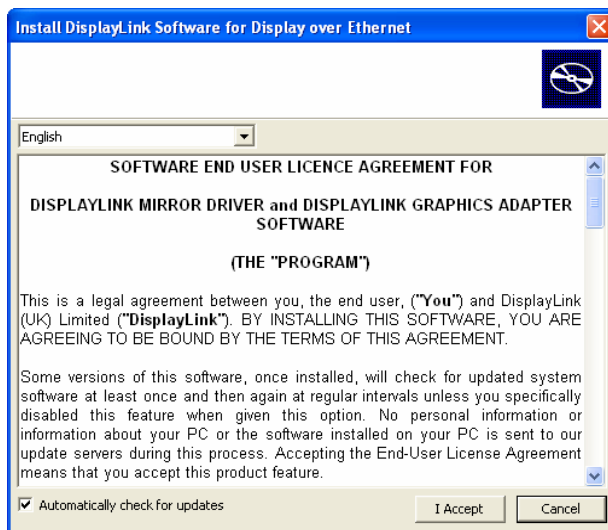 Install DisplayLink Software for Display over Ethernet
English
SOFTWARE END USER LICENCE AGREEMENT FOR
DISPLAYLINK MIRROR DRIVER and DISPLAYLINK GRAPHICS ADAPTER
SOFTWARE
(THE "PROGRAM")
This is a legal agreement between you, the end user, ("You") and DisplayLink
(UK) Limited ("DisplayLink"). BY INSTALLING THIS SOFTWARE, YOU ARE
AGREEING TO BE BOUND BY THE TERMS OF THIS AGREEMENT.
Some versions of this software, once installed, will check for updated system
software at least once and then again at regular intervals unless you specifically
disabled this feature when given this option. No personal information or
information about your PC or the software installed on your PC is sent to our
update servers during this process. Accepting the End-User License Agreement
means that you accept this product feature.
Automatically check for updates
I Accept
Cancel